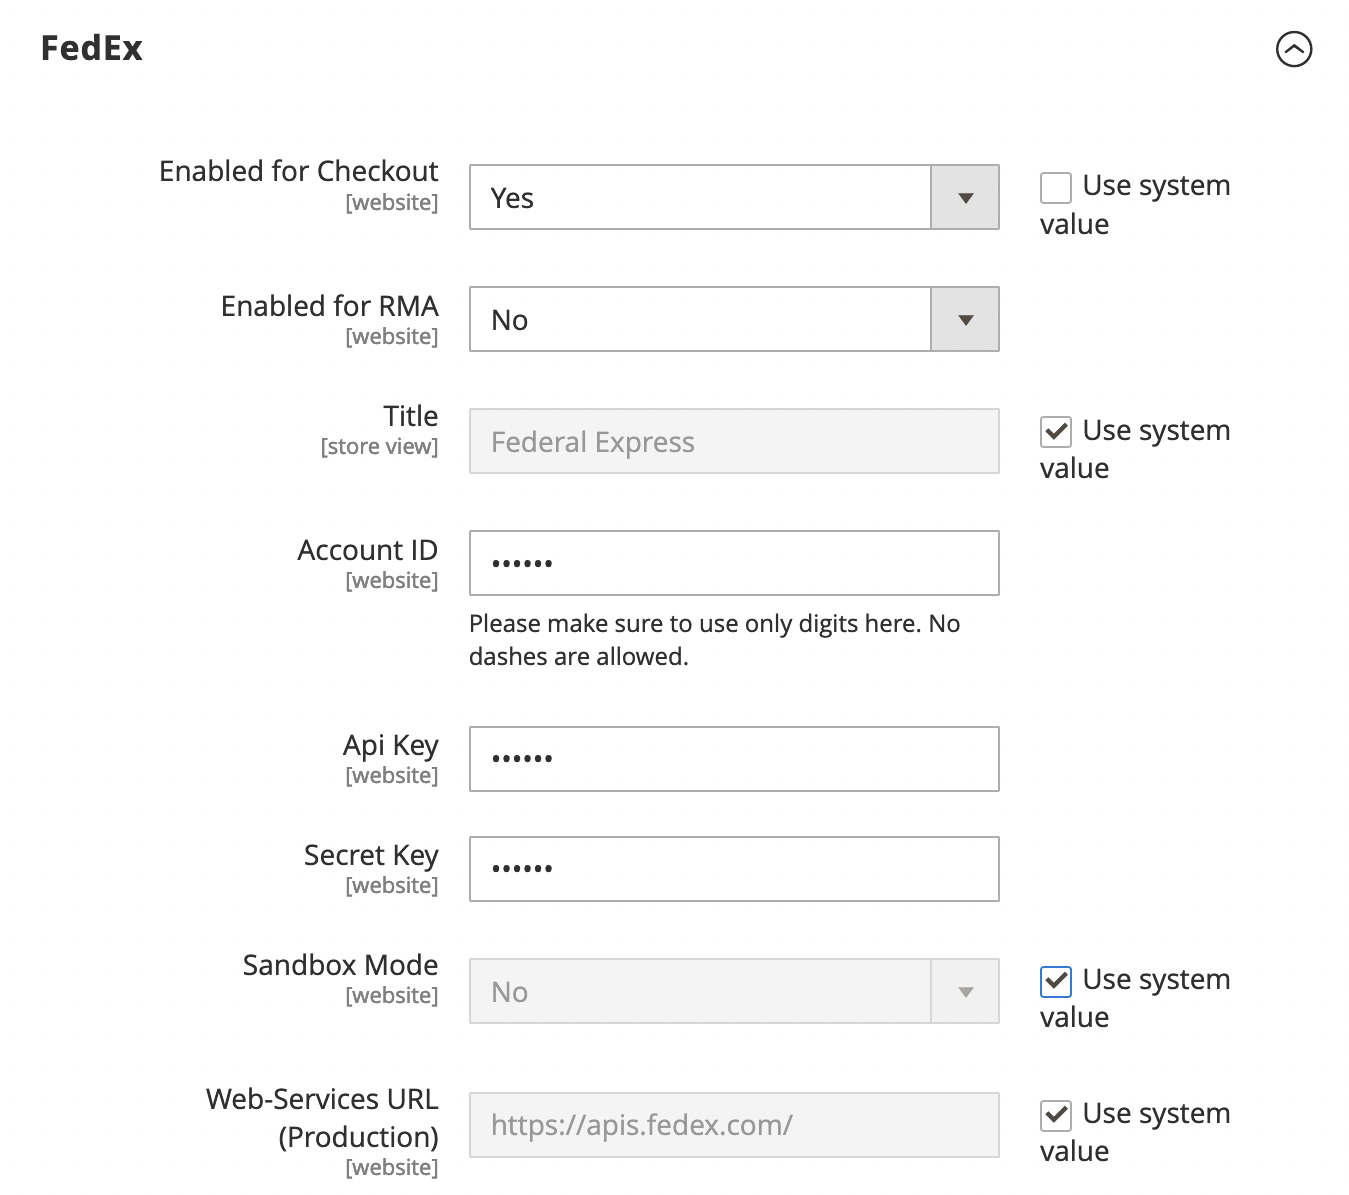 FedEx
Enabled for Checkout
[website]
Yes
Use system
value
Enabled for RMA
[website]
No
Title
[store view]
Federal Express
Use system
value
Account ID
[website]
••••••
Please make sure to use only digits here. No
dashes are allowed.
Api Key
[website]
••••••
Secret Key
[website]
••••••
Sandbox Mode
[website]
No
Use system
value
Web-Services URL
(Production)
[website]
https://apis.fedex.com/
Use system
value